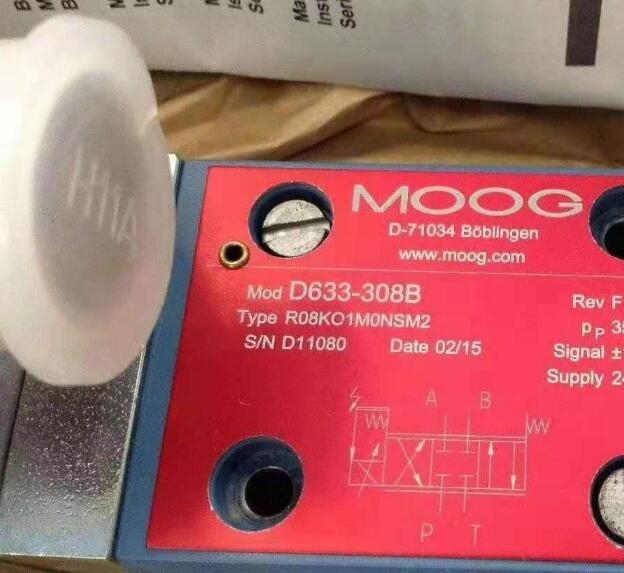 H11A
MOOG
D-71034 Böblingen
www.moog.com
Mod D633-308B
Rev F
Type R08KO1M0NSM2
S/N D11080 Date 02/15
Signal ±
Supply 24
A B
P T